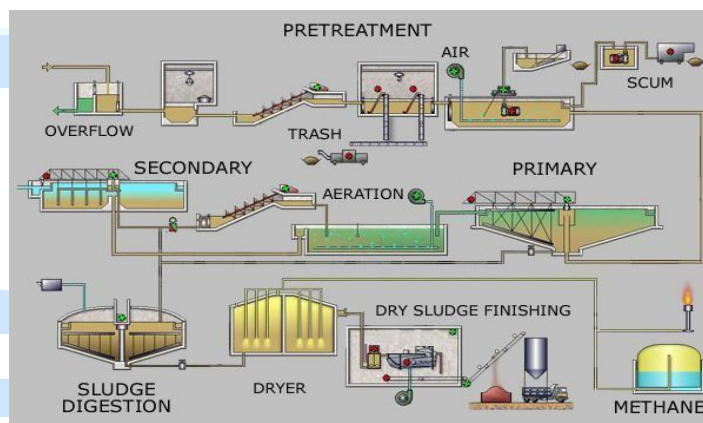 PRETREATMENT
AIR
SCUM
OVERFLOW
TRASH
SECONDARY
PRIMARY
AERATION
DRY SLUDGE FINISHING
SLUDGE
DIGESTION
DRYER
METHANE